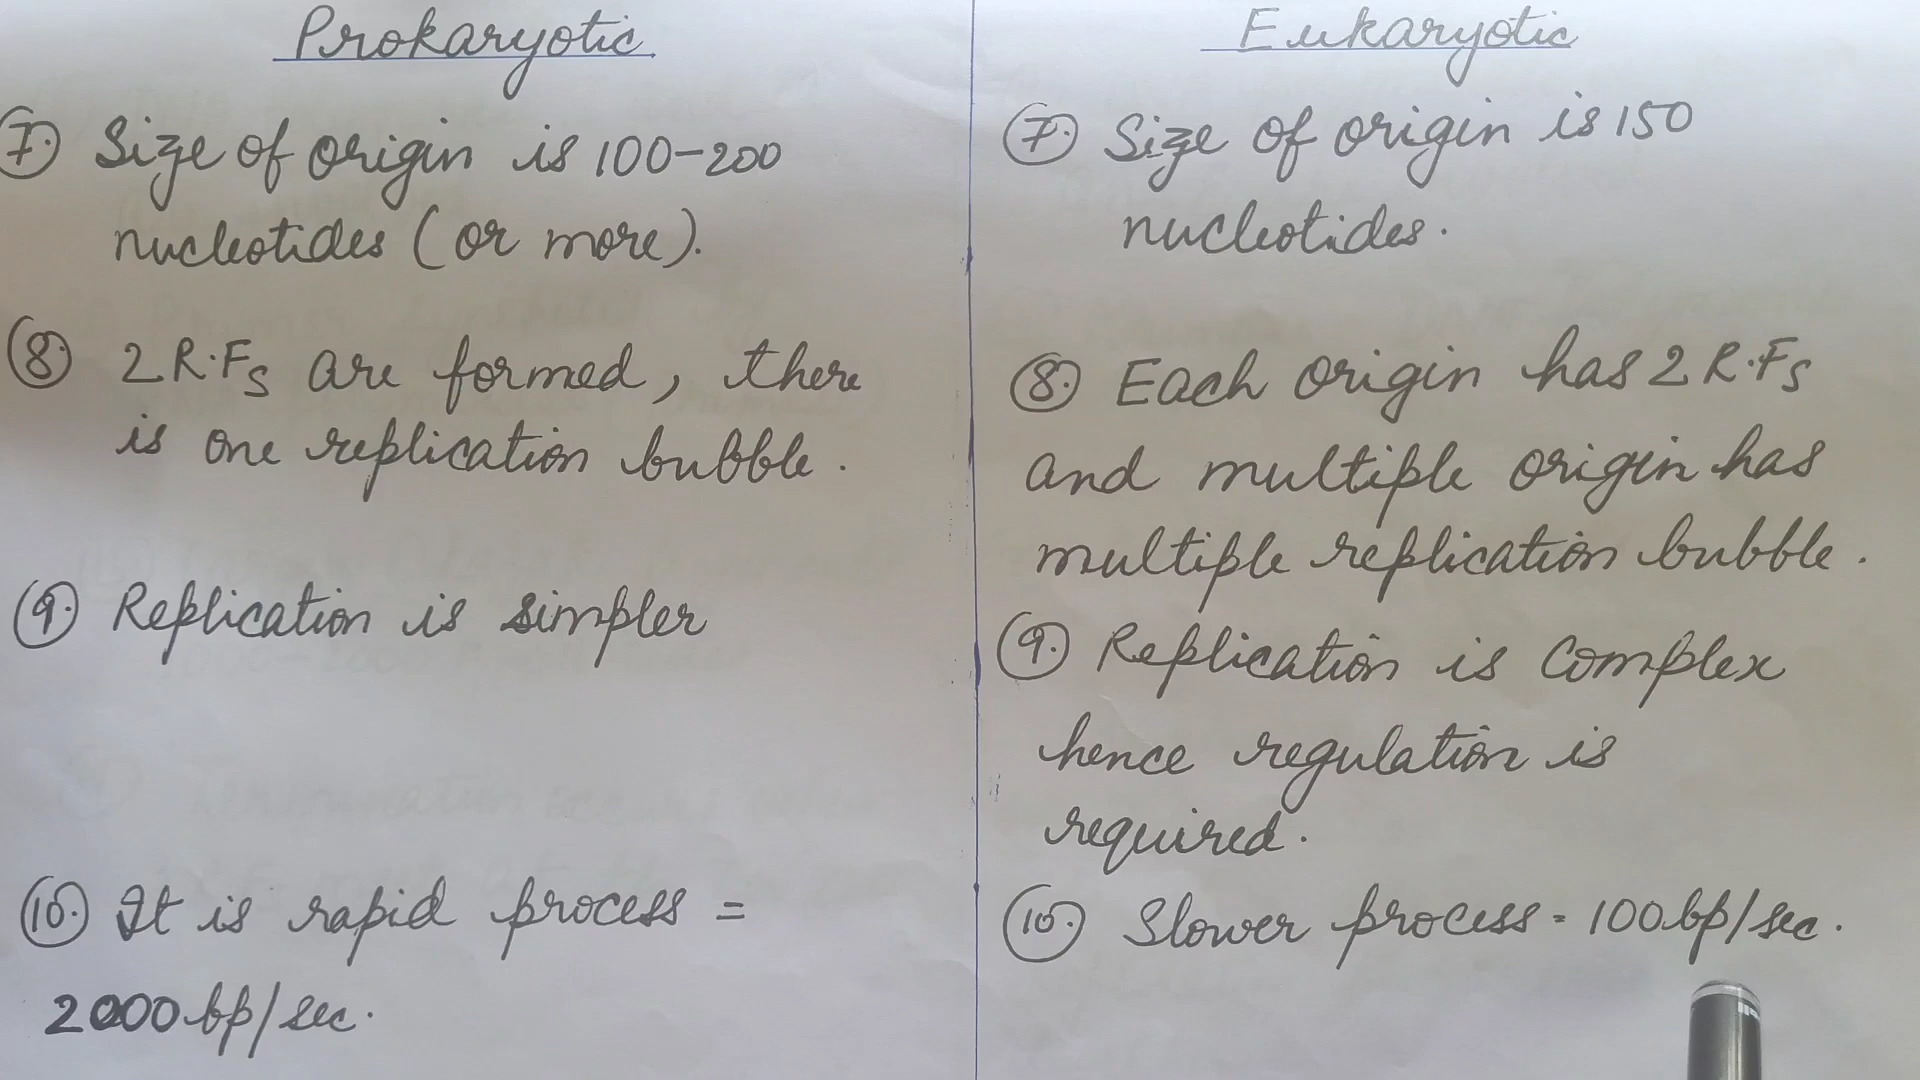 Prokaryotic
7. Size of origin is 100-200
nucleotides (or more).
8. 2 R.Fs are formed, there
is one replication bubble.
9. Replication is simpler
10. It is rapid process =
2000 bp/sec.
Eukaryotic
7. Size of origin is 150
nucleotides.
8. Each origin has 2 R.Fs
and multiple origin has
multiple replication bubble.
9. Replication is complex
hence regulation is
required.
10. Slower process = 100 bp/sec.